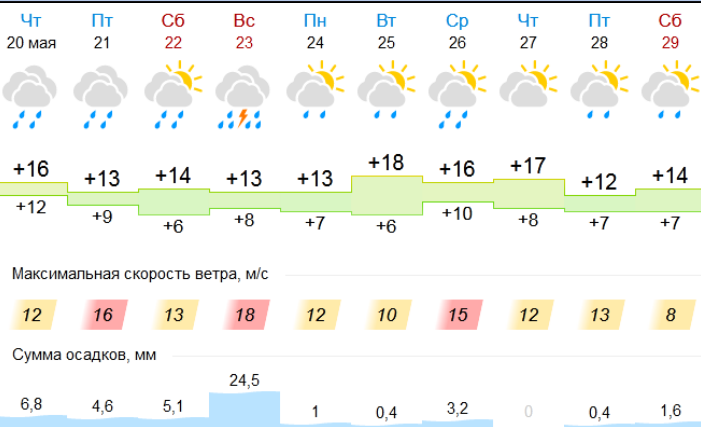 Чт Пт Сб Вс Пн Вт Ср Чт Пт Сб
20 мая 21 22 23 24 25 26 27 28 29
+16 +13 +14 +13 +13 +18 +16 +17 +12 +14
+12 +9 +6 +8 +7 +6 +10 +8 +7 +7
Максимальная скорость ветра, м/с
12 16 13 18 12 10 15 12 13 8
Сумма осадков, мм
6,8 4,6 5,1 24,5 1 0,4 3,2 0 0,4 1,6